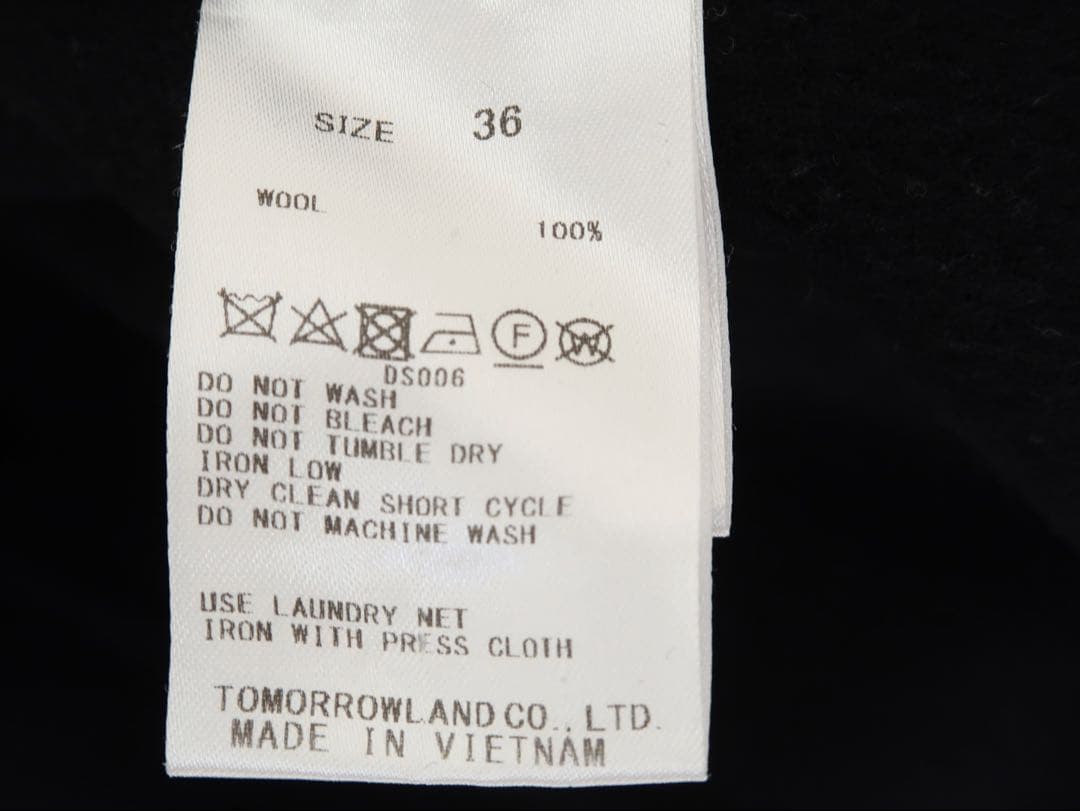 SIZE 36
WOOL
100%
F W
DS006
DO NOT WASH
DO NOT BLEACH
DO NOT TUMBLE DRY
IRON LOW
DRY CLEAN SHORT CYCLE
DO NOT MACHINE WASH
USE LAUNDRY NET
IRON WITH PRESS CLOTH
TOMORROWLAND CO., LTD.
MADE IN VIETNAM